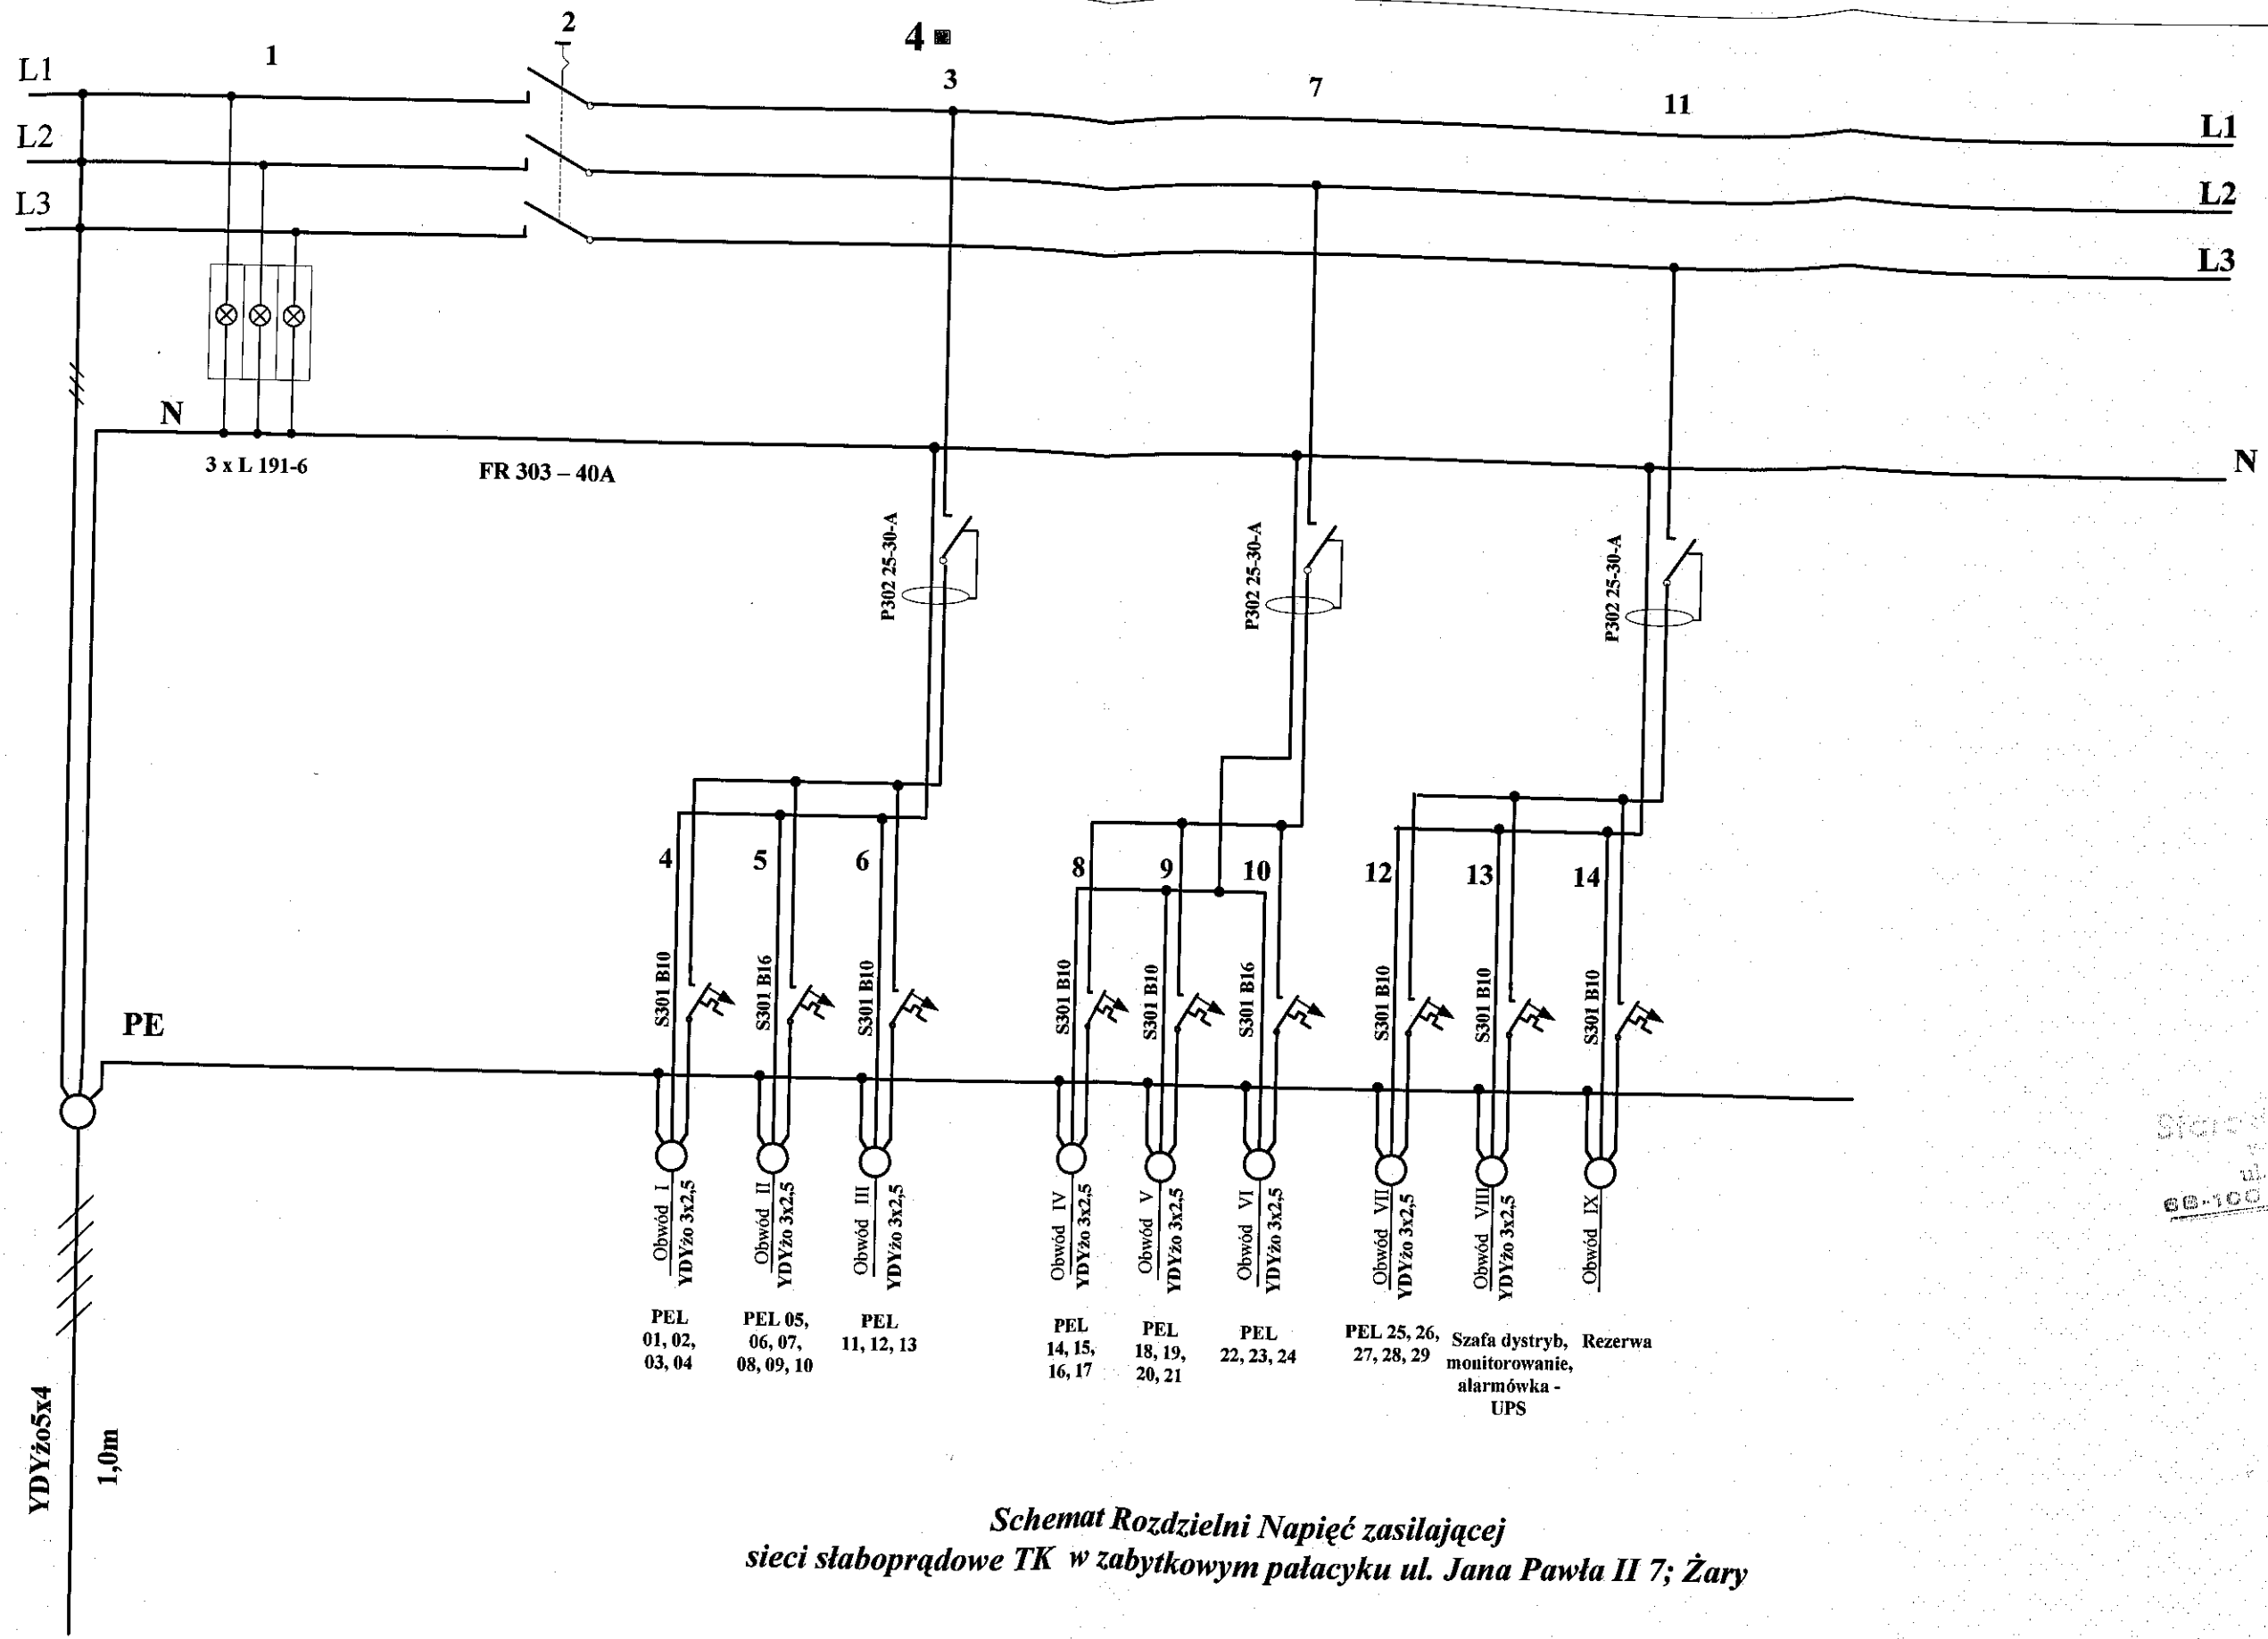 4
1
2
3
7
11
L1
L2
L3
L1
L2
L3
N
N
3 x L 191-6
FR 303 – 40A
P302 25-30-A
P302 25-30-A
P302 25-30-A
4
5
6
8
9
10
12
13
14
S301 B10
S301 B16
S301 B10
S301 B10
S301 B10
S301 B16
S301 B10
S301 B10
S301 B10
PE
Obwód I
YDYżo 3x2,5
Obwód II
YDYżo 3x2,5
Obwód III
YDYżo 3x2,5
Obwód IV
YDYżo 3x2,5
Obwód V
YDYżo 3x2,5
Obwód VI
YDYżo 3x2,5
Obwód VII
YDYżo 3x2,5
Obwód VIII
YDYżo 3x2,5
Obwód IX
PEL
01, 02,
03, 04
PEL 05,
06, 07,
08, 09, 10
PEL
11, 12, 13
PEL
14, 15,
16, 17
PEL
18, 19,
20, 21
PEL
22, 23, 24
PEL 25, 26,
27, 28, 29
Szafa dystryb,
monitorowanie,
alarmówka -
UPS
Rezerwa
YDYżo5x4
1,0m
ul.
68-100
Schemat Rozdzielni Napięć zasilającej
sieci słaboprądowe TK w zabytkowym pałacyku ul. Jana Pawła II 7; Żary